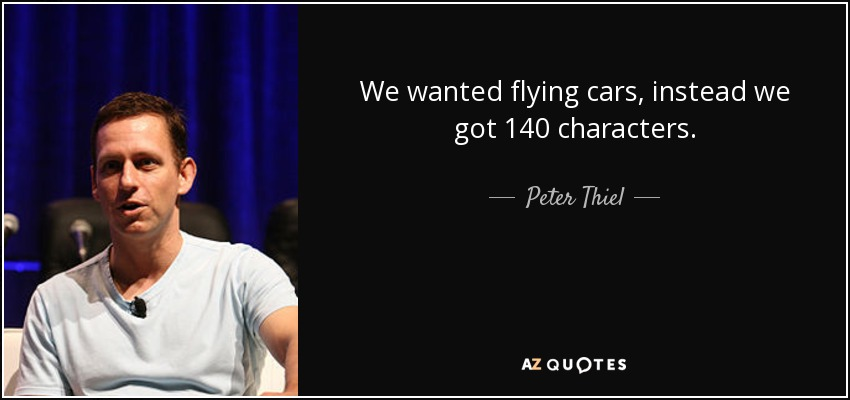 We wanted flying cars, instead we
got 140 characters.
Peter Thiel
AZ QUOTES